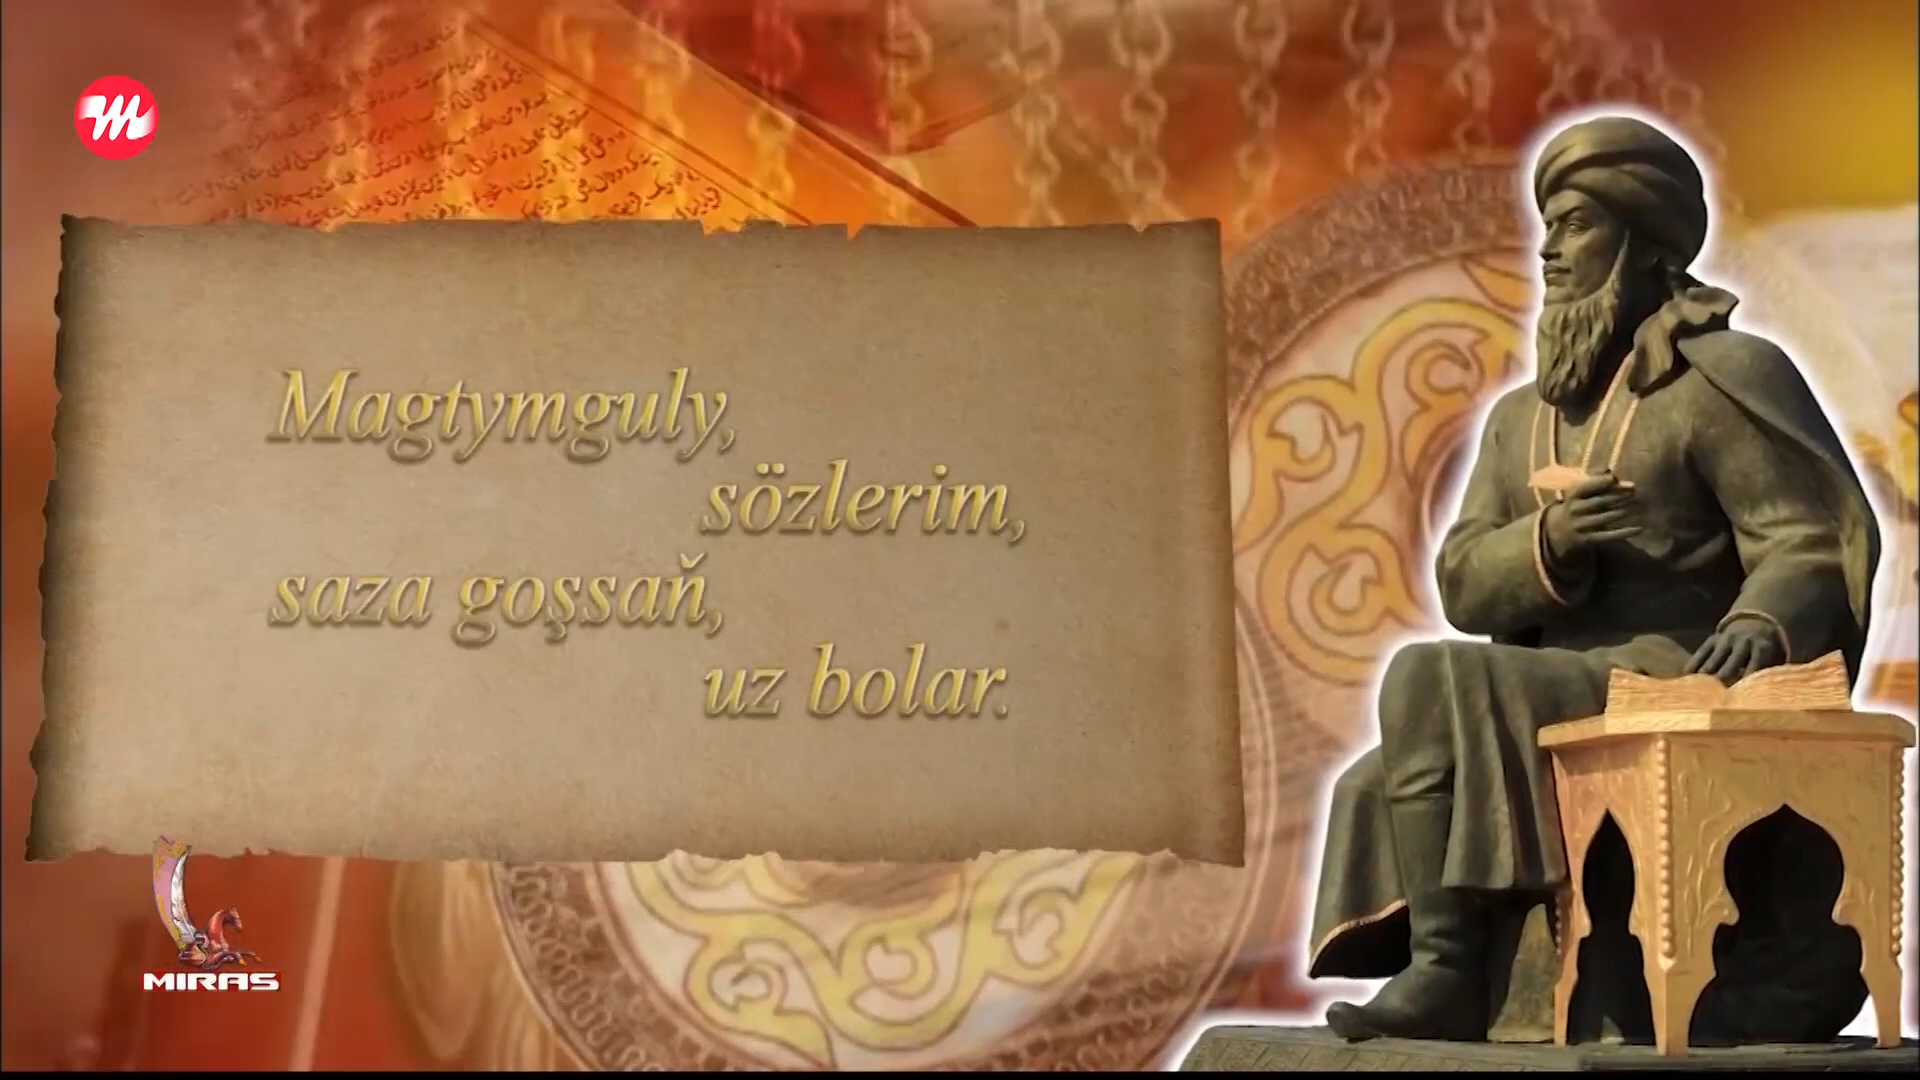 Magtymguly,
sözlerim,
saza goşsaň,
uz bolar.
MIRAS